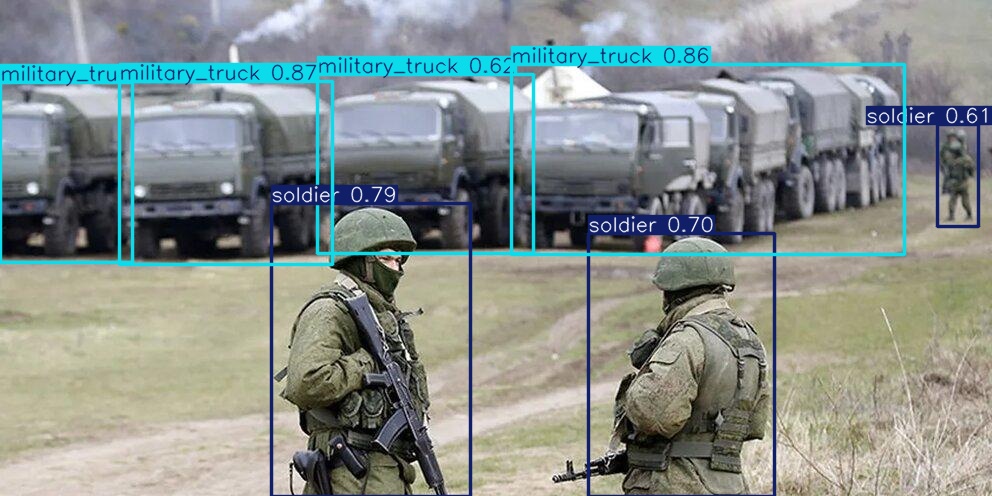 military_tru
military_truck 0.87
military_truck 0.62
military_truck 0.86
soldier 0.61
soldier 0.79
soldier 0.70